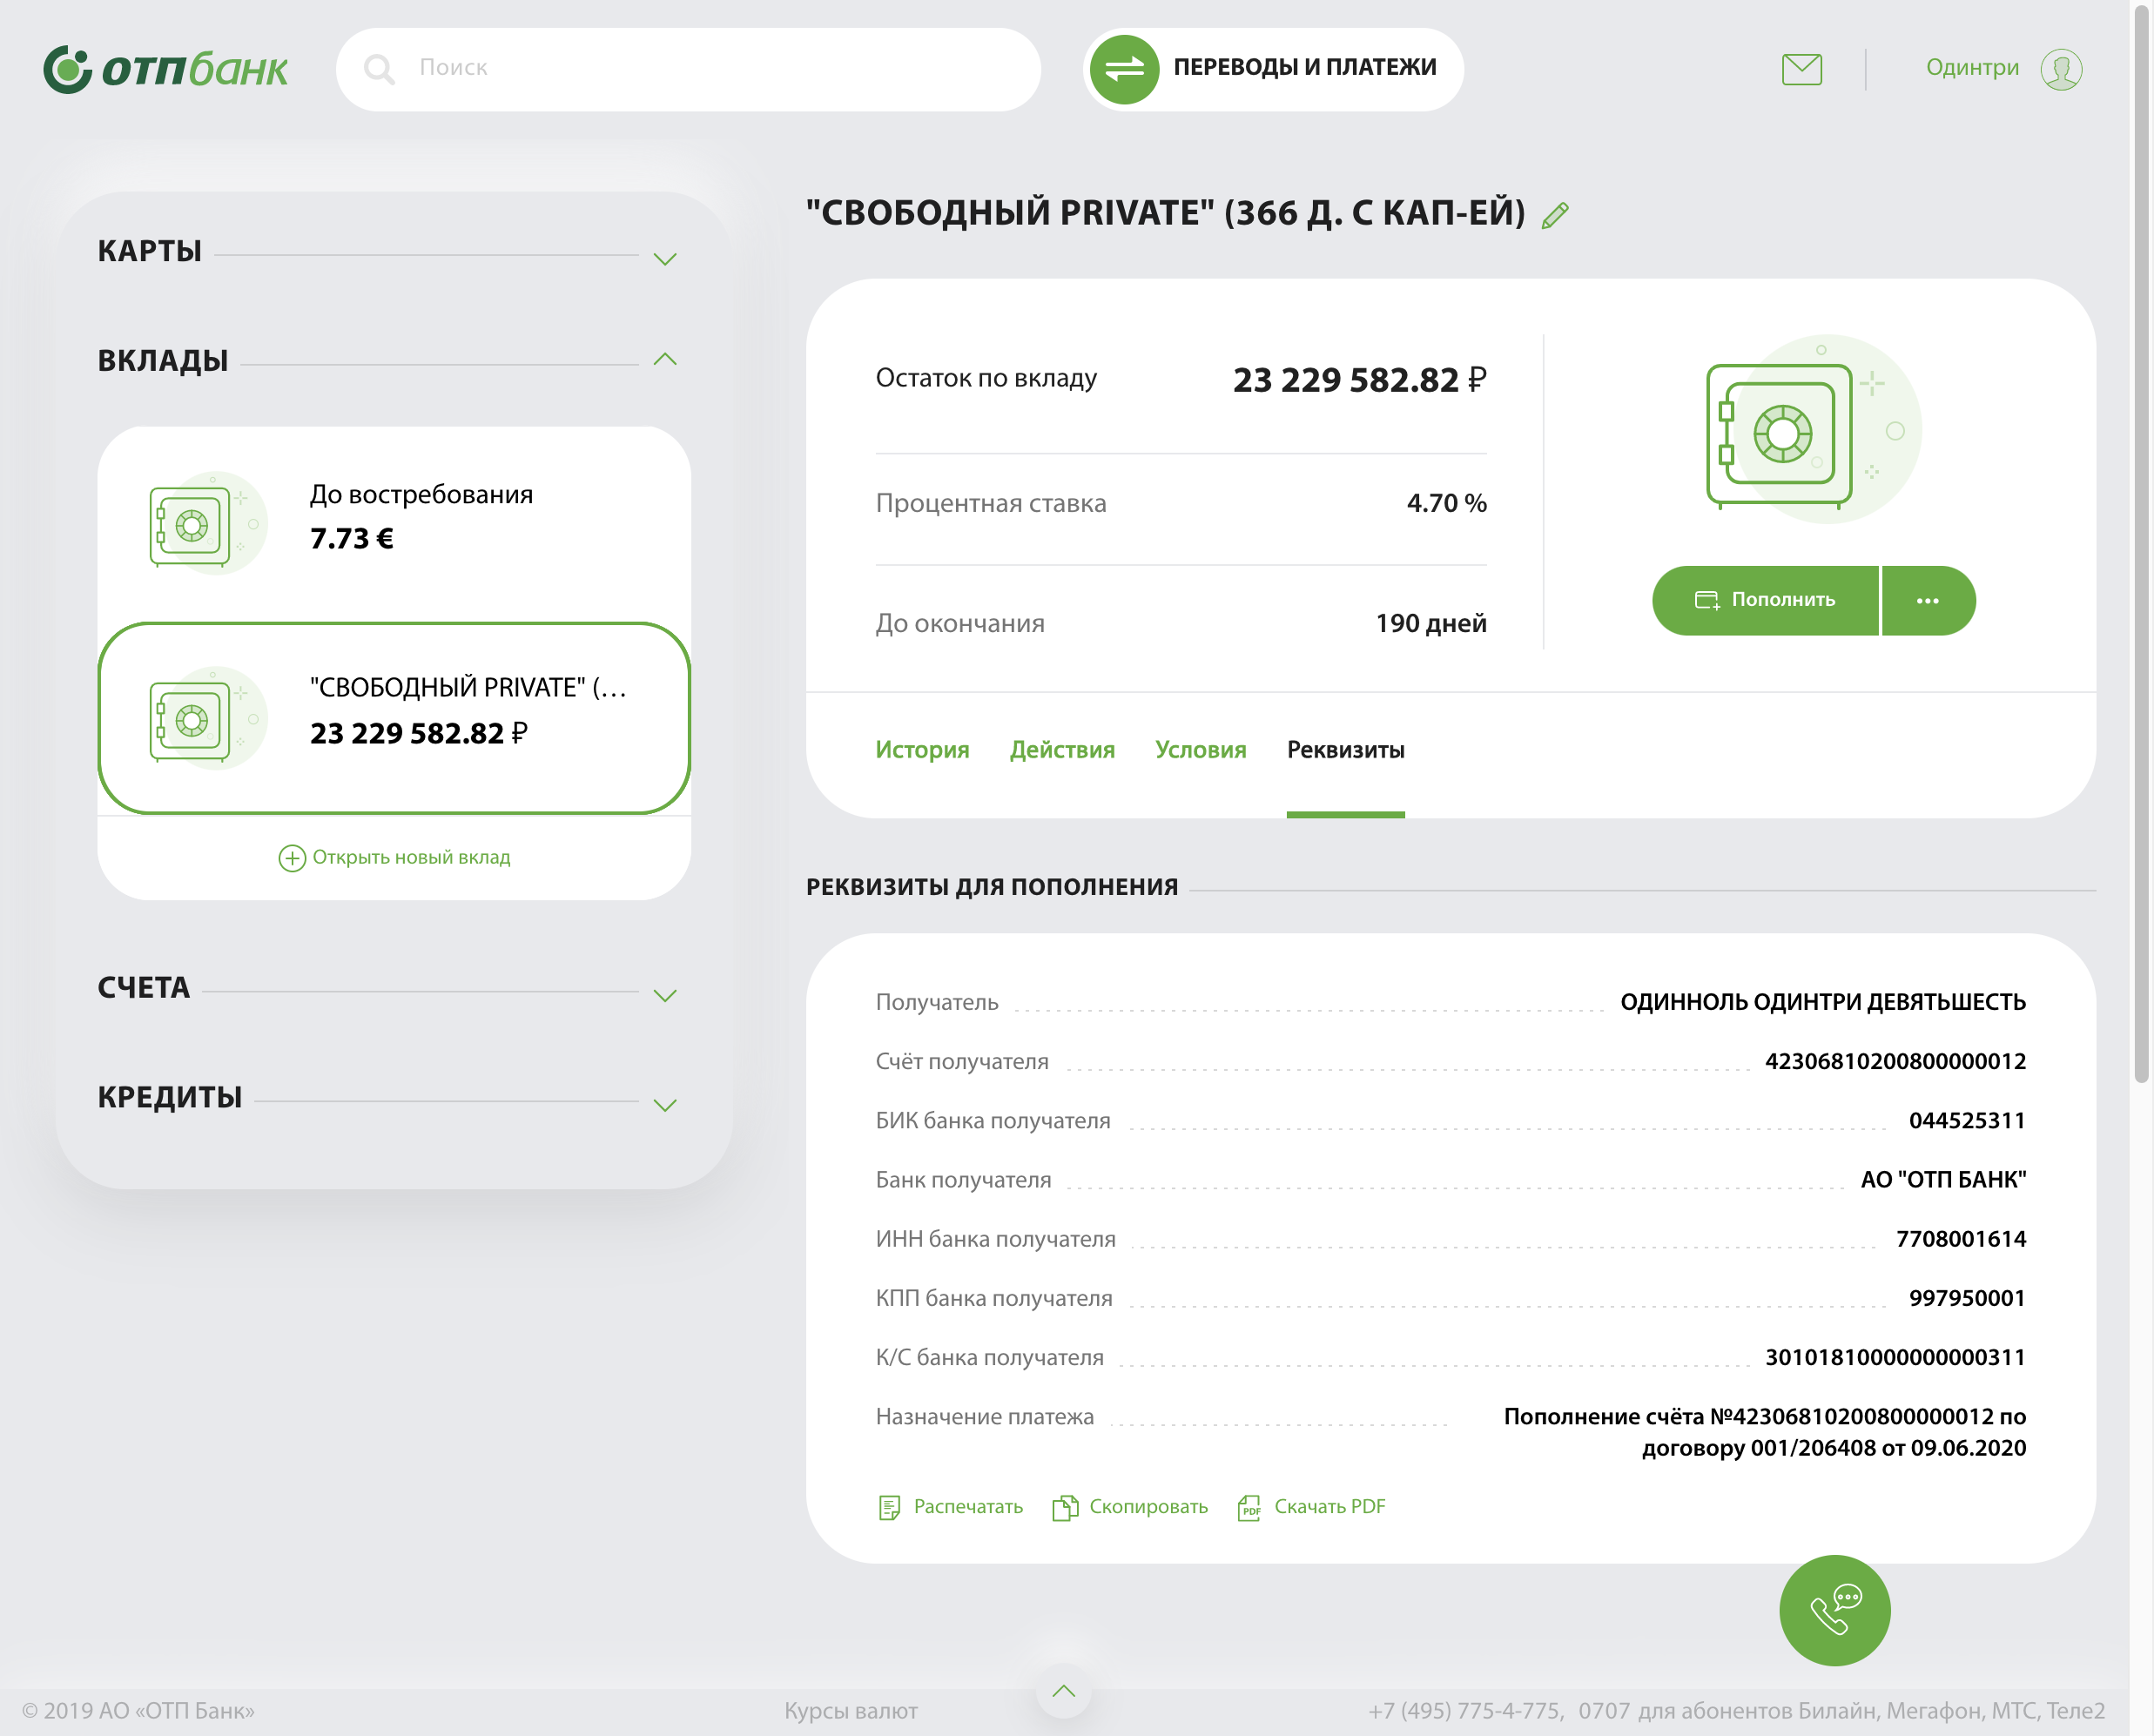 отпбанк
Поиск
ПЕРЕВОДЫ И ПЛАТЕЖИ
Одинтри
КАРТЫ
ВКЛАДЫ
До востребования
7.73 €
"СВОБОДНЫЙ PRIVATE" (...
23 229 582.82 ₽
Открыть новый вклад
СЧЕТА
КРЕДИТЫ
"СВОБОДНЫЙ PRIVATE" (366 Д. С КАП-ЕЙ)
Остаток по вкладу 23 229 582.82 ₽
Процентная ставка 4.70 %
До окончания 190 дней
Пополнить
История Действия Условия Реквизиты
РЕКВИЗИТЫ ДЛЯ ПОПОЛНЕНИЯ
Получатель ОДИННОЛЬ ОДИНТРИ ДЕВЯТЬШЕСТЬ
Счёт получателя 42306810200800000012
БИК банка получателя 044525311
Банк получателя АО "ОТП БАНК"
ИНН банка получателя 7708001614
КПП банка получателя 997950001
К/С банка получателя 30101810000000000311
Назначение платежа Пополнение счёта №42306810200800000012 по
договору 001/206408 от 09.06.2020
Распечатать Скопировать PDF Скачать PDF
© 2019 АО «ОТП Банк» Курсы валют +7 (495) 775-4-775, 0707 для абонентов Билайн, Мегафон, МТС, Теле2